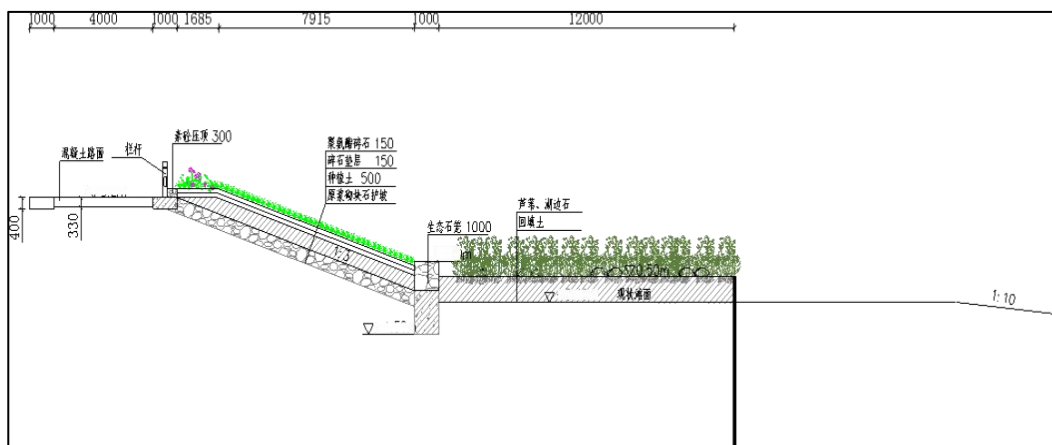 1000 4000 1000 1685 7915 1000 12000
素砼压顶 300
混凝土路面
栏杆
聚氨酯碎石 150
碎石垫层 150
种植土 500
原浆砌块石护坡
400
330
1:3
生态石笼 1000
芦苇、湖边石
回填土
现状滩面
1:10